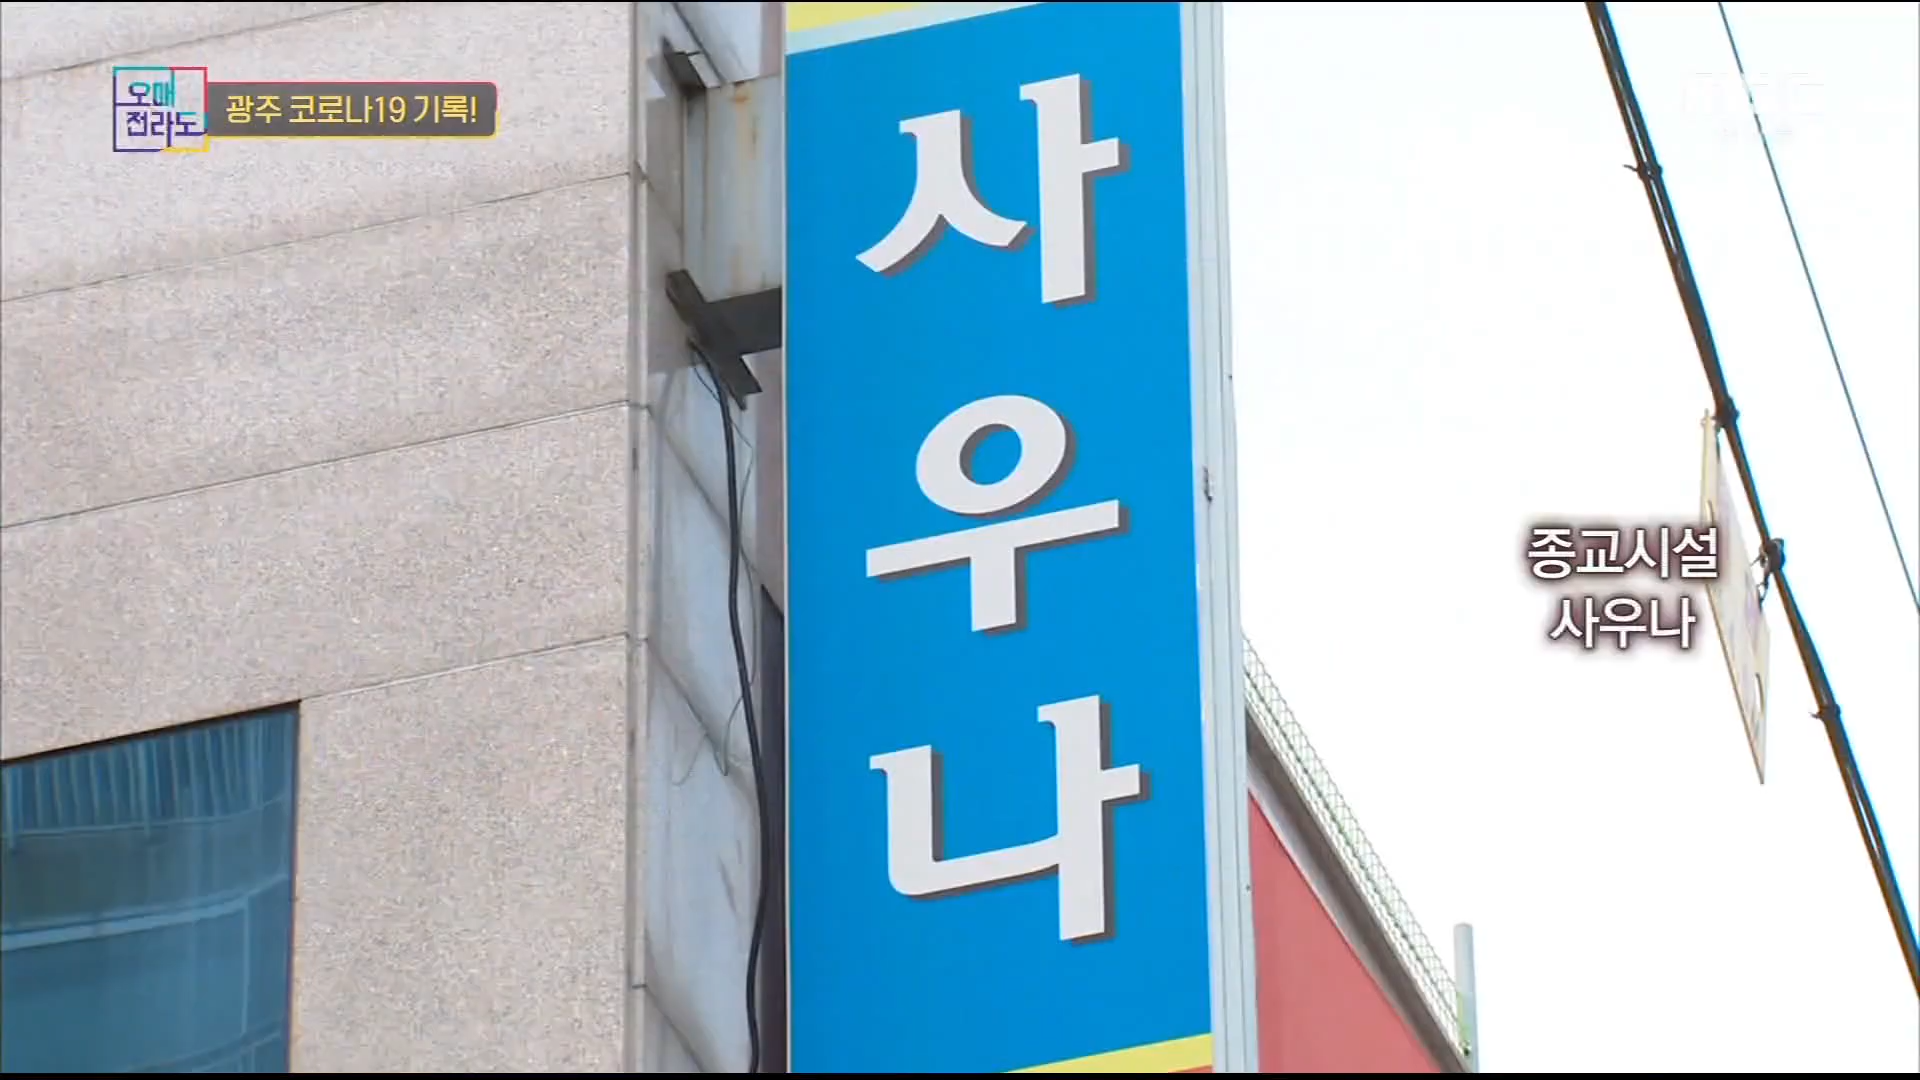 오매
전라도
광주 코로나19 기록!
사
우
나
종교시설
사우나